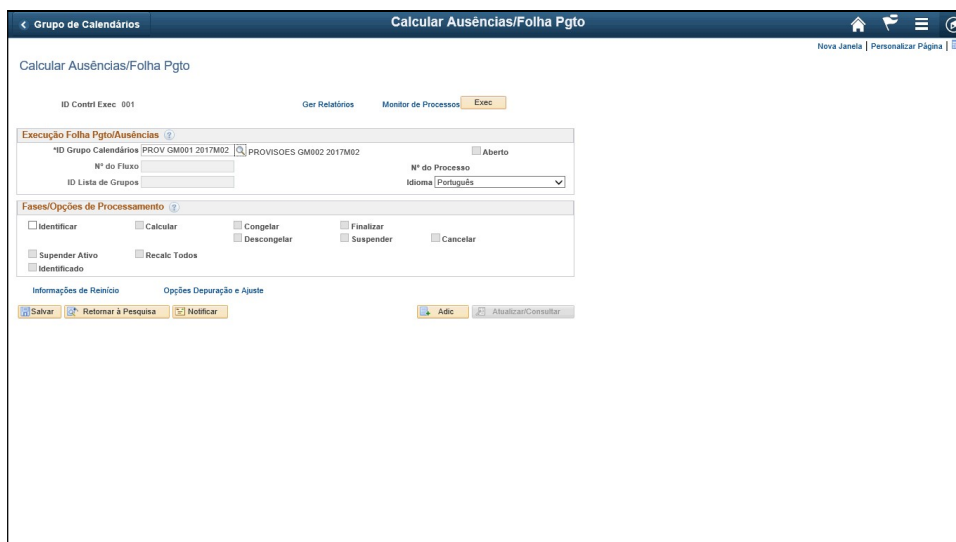 Grupo de Calendários Calcular Ausências/Folha Pgto
Nova Janela | Personalizar Página |
Calcular Ausências/Folha Pgto
ID Contrl Exec 001 Ger Relatórios Monitor de Processos Exec
Execução Folha Pgto/Ausências
*ID Grupo Calendários PROV GM001 2017M02 PROVISOES GM002 2017M02 Aberto
Nº do Fluxo Nº do Processo
ID Lista de Grupos Idioma Português
Fases/Opções de Processamento
Identificar Calcular Congelar Finalizar
Descongelar Suspender Cancelar
Supender Ativo Recalc Todos
Identificado
Informações de Reinício Opções Depuração e Ajuste
Salvar Retornar à Pesquisa Notificar Adic Atualizar/Consultar